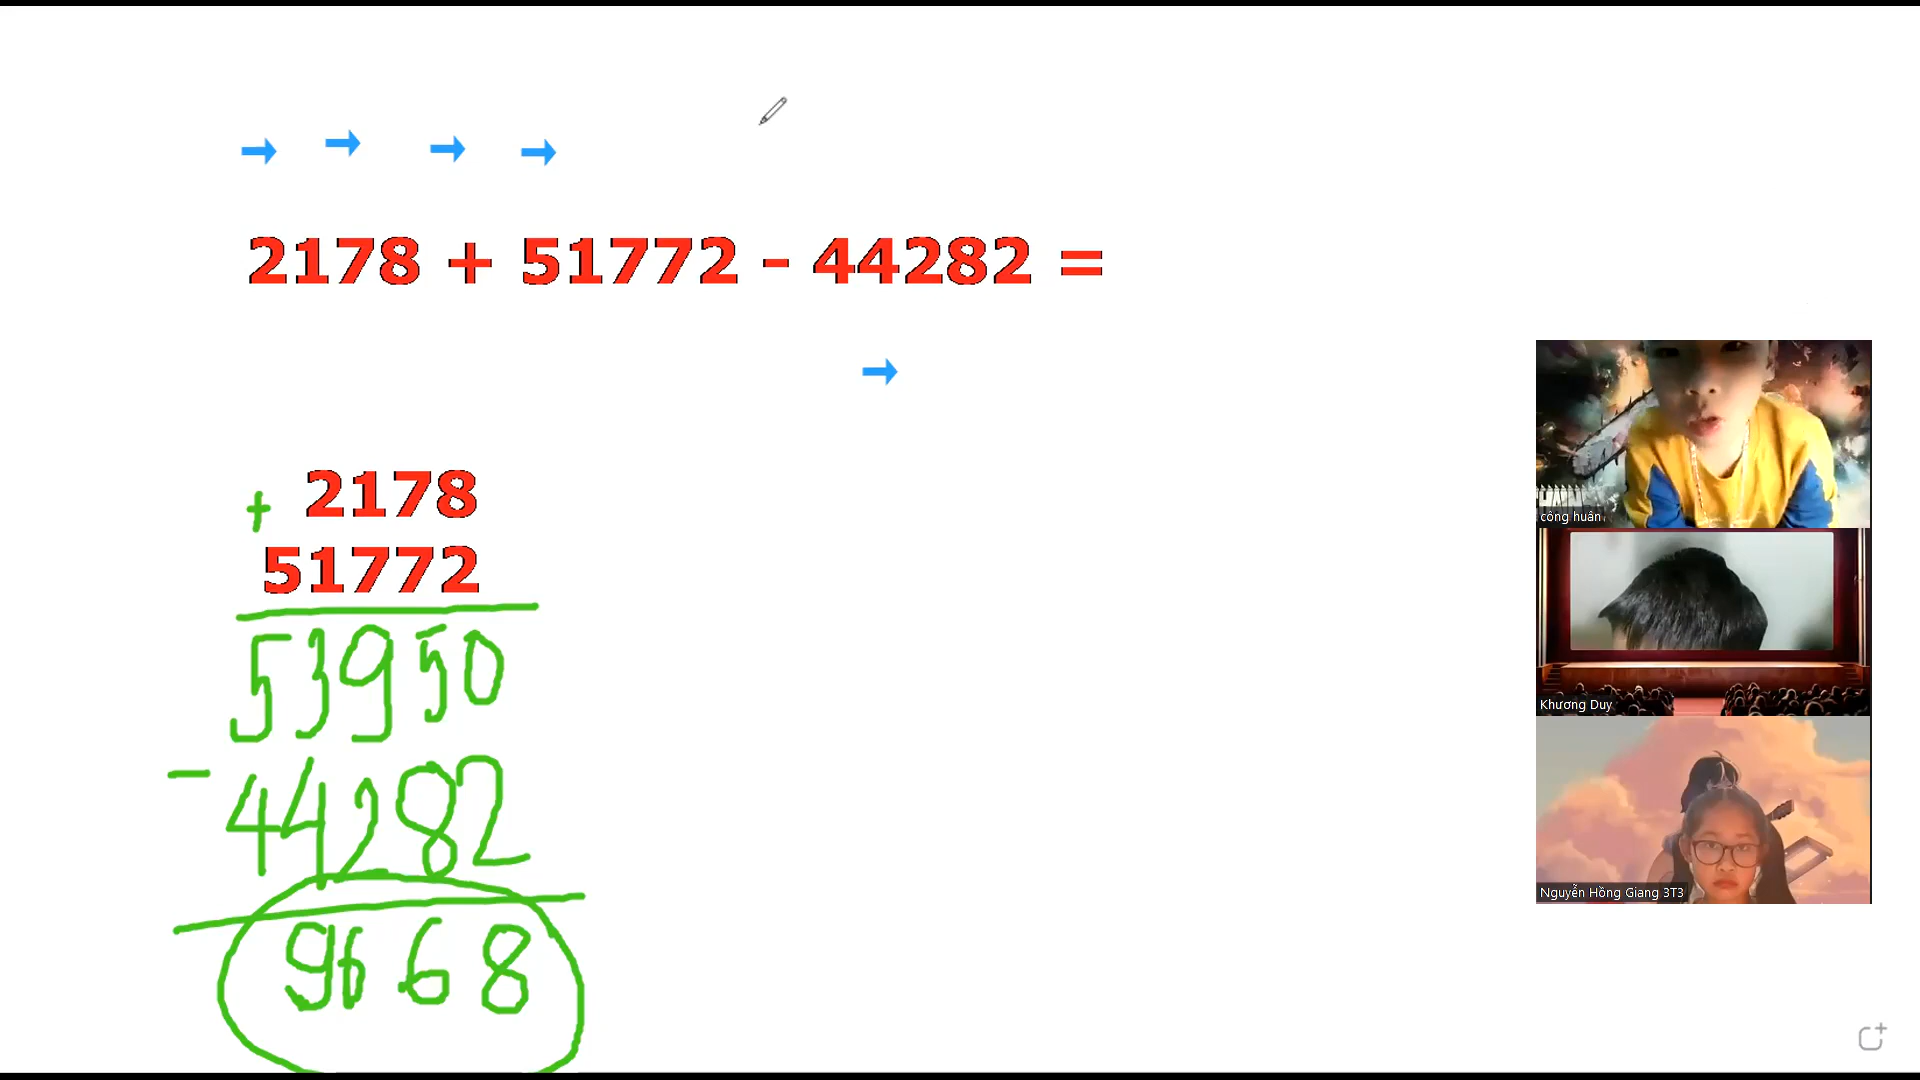 2178 + 51772 - 44282 =
+ 2178
51772
53950
- 44282
9668
công huân
Khương Duy
Nguyễn Hồng Giang 3T3